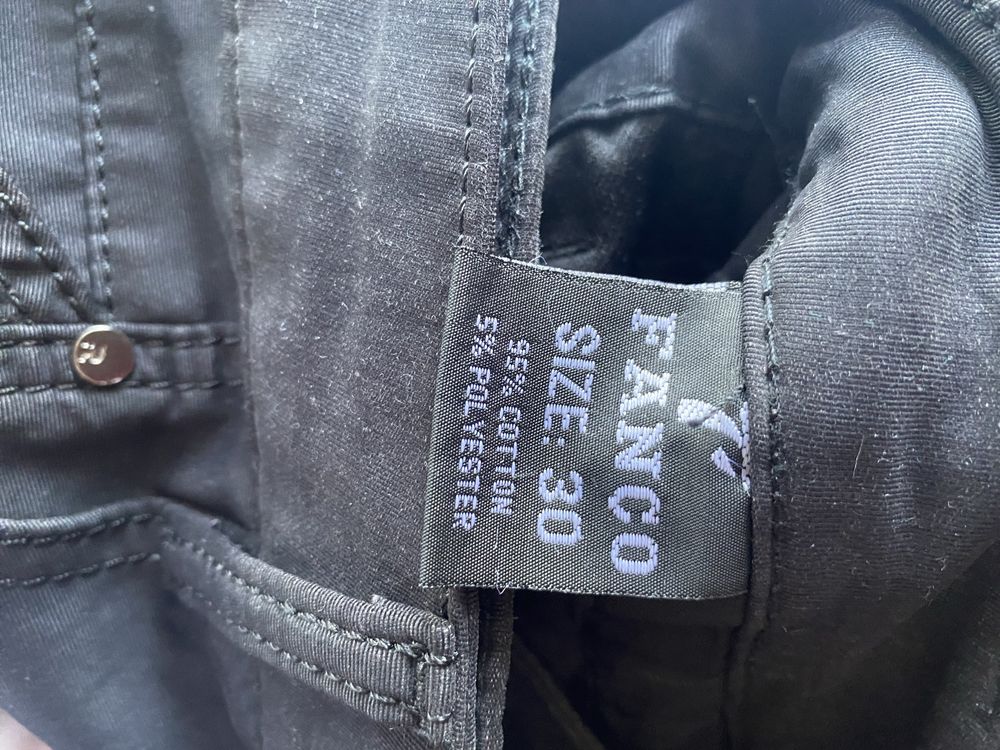 FANCO
SIZE: 30
95% COTTON
5% POLYESTER